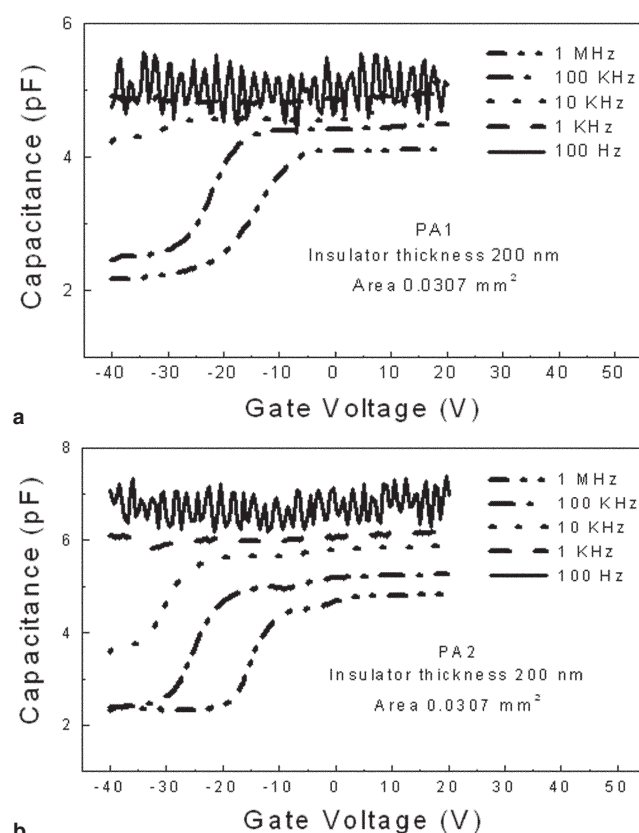 6
4
2
Capacitance (pF)
1 MHz
100 KHz
10 KHz
1 KHz
100 Hz
PA1
Insulator thickness 200 nm
Area 0.0307 mm²
-40 -30 -20 -10 0 10 20 30 40 50
Gate Voltage (V)
a
8
6
4
2
Capacitance (pF)
1 MHz
100 KHz
10 KHz
1 KHz
100 Hz
PA2
Insulator thickness 200 nm
Area 0.0307 mm²
-40 -30 -20 -10 0 10 20 30 40 50
Gate Voltage (V)
b